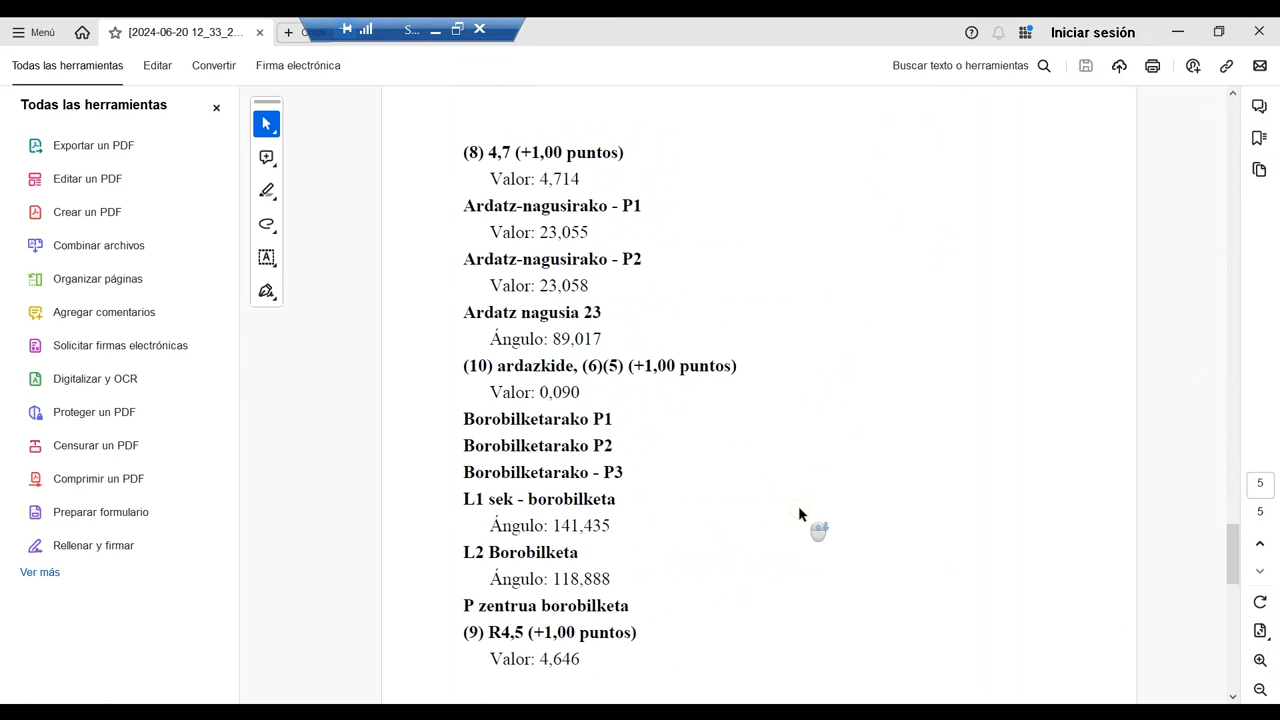 Menú
[2024-06-20 12_33_2...
S...
Iniciar sesión
Todas las herramientas
Editar
Convertir
Firma electrónica
Buscar texto o herramientas
Todas las herramientas
Exportar un PDF
Editar un PDF
Crear un PDF
Combinar archivos
Organizar páginas
Agregar comentarios
Solicitar firmas electrónicas
Digitalizar y OCR
Proteger un PDF
Censurar un PDF
Comprimir un PDF
Preparar formulario
Rellenar y firmar
Ver más
(8) 4,7 (+1,00 puntos)
Valor: 4,714
Ardatz-nagusirako - P1
Valor: 23,055
Ardatz-nagusirako - P2
Valor: 23,058
Ardatz nagusia 23
Ángulo: 89,017
(10) ardazkide, (6)(5) (+1,00 puntos)
Valor: 0,090
Borobilketarako P1
Borobilketarako P2
Borobilketarako - P3
L1 sek - borobilketa
Ángulo: 141,435
L2 Borobilketa
Ángulo: 118,888
P zentrua borobilketa
(9) R4,5 (+1,00 puntos)
Valor: 4,646
5
5